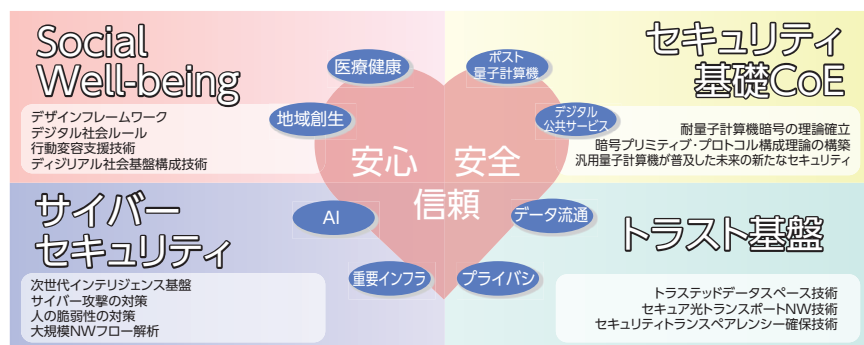 Social
Well-being
デザインフレームワーク
デジタル社会ルール
行動変容支援技術
ディジリアル社会基盤構成技術
セキュリティ
基礎CoE
耐量子計算機暗号の理論確立
暗号プリミティブ・プロトコル構成理論の構築
汎用量子計算機が普及した未来の新たなセキュリティ
医療健康
地域創生
ポスト
量子計算機
デジタル
公共サービス
安心 安全
信頼
AI
重要インフラ
データ流通
プライバシ
サイバー
セキュリティ
次世代インテリジェンス基盤
サイバー攻撃の対策
人の脆弱性の対策
大規模NWフロー解析
トラスト基盤
トラステッドデータスペース技術
セキュア光トランスポートNW技術
セキュリティトランスペアレンシー確保技術